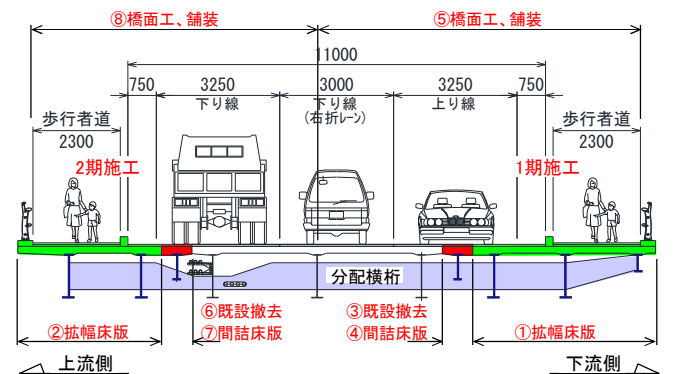 ⑧橋面工、舗装
⑤橋面工、舗装
11000
750
3250
3000
3250
750
下り線
下り線
(右折レーン)
上り線
歩行者道
2300
歩行者道
2300
2期施工
1期施工
分配横桁
⑥既設撤去
⑦間詰床版
③既設撤去
④間詰床版
②拡幅床版
①拡幅床版
上流側
下流側